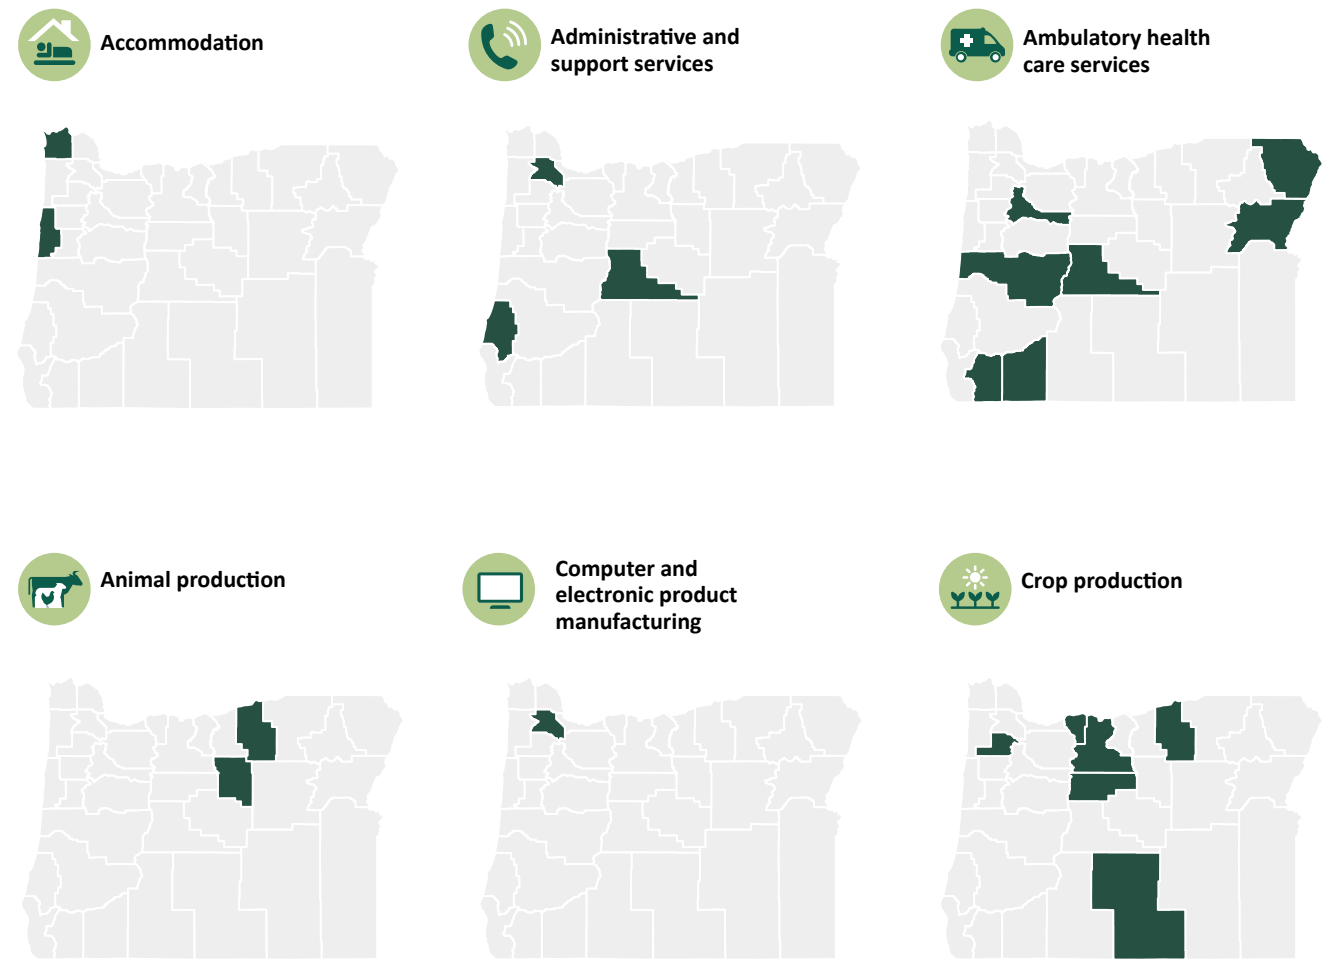 Accommodation
Administrative and
support services
Ambulatory health
care services
Animal production
Computer and
electronic product
manufacturing
Crop production